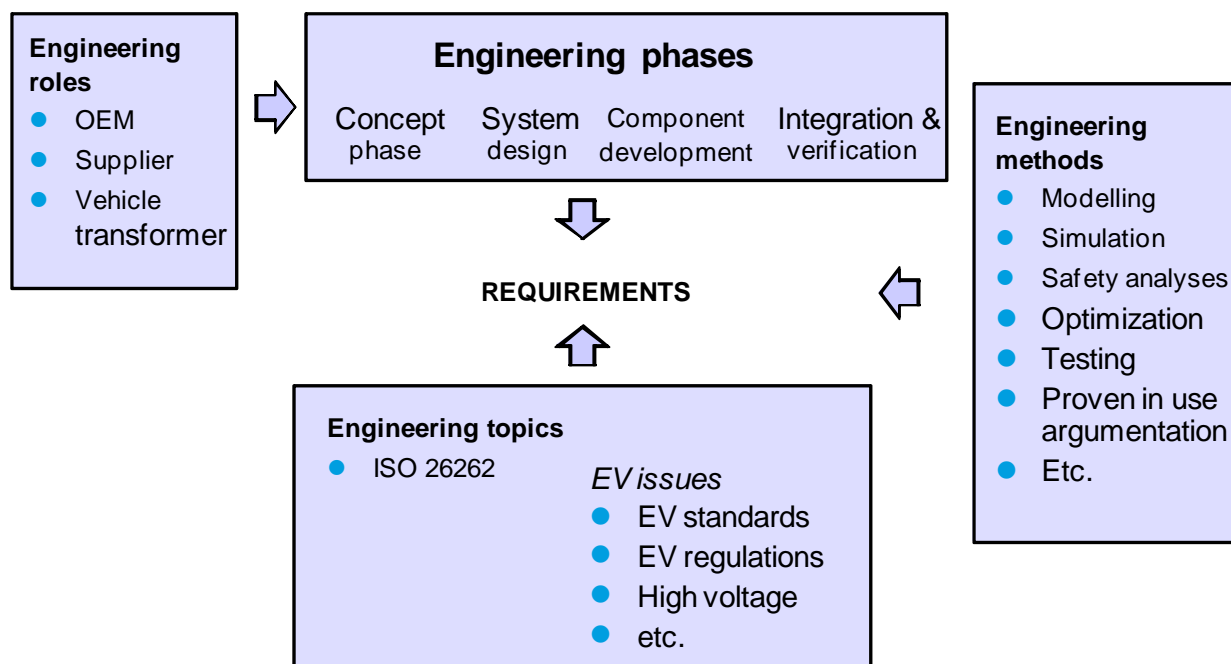 Engineering
roles
OEM
Supplier
Vehicle
transformer
Engineering phases
Concept
phase
System
design
Component
development
Integration &
verification
REQUIREMENTS
Engineering
methods
Modelling
Simulation
Safety analyses
Optimization
Testing
Proven in use
argumentation
Etc.
Engineering topics
ISO 26262
EV issues
EV standards
EV regulations
High voltage
etc.